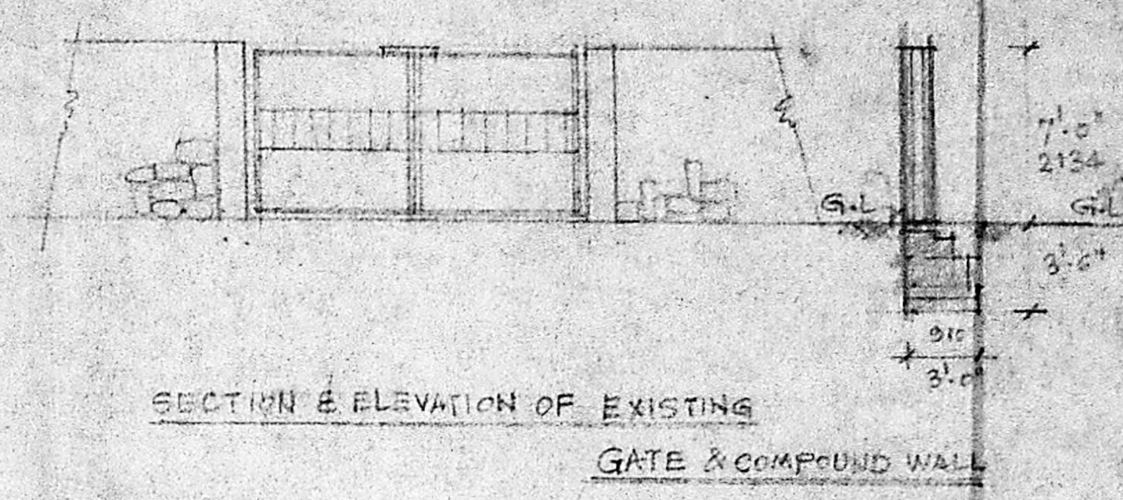 7'-0"
2134
G.L
G.L
3'-6"
910
3'-0"
SECTION & ELEVATION OF EXISTING
GATE & COMPOUND WALL